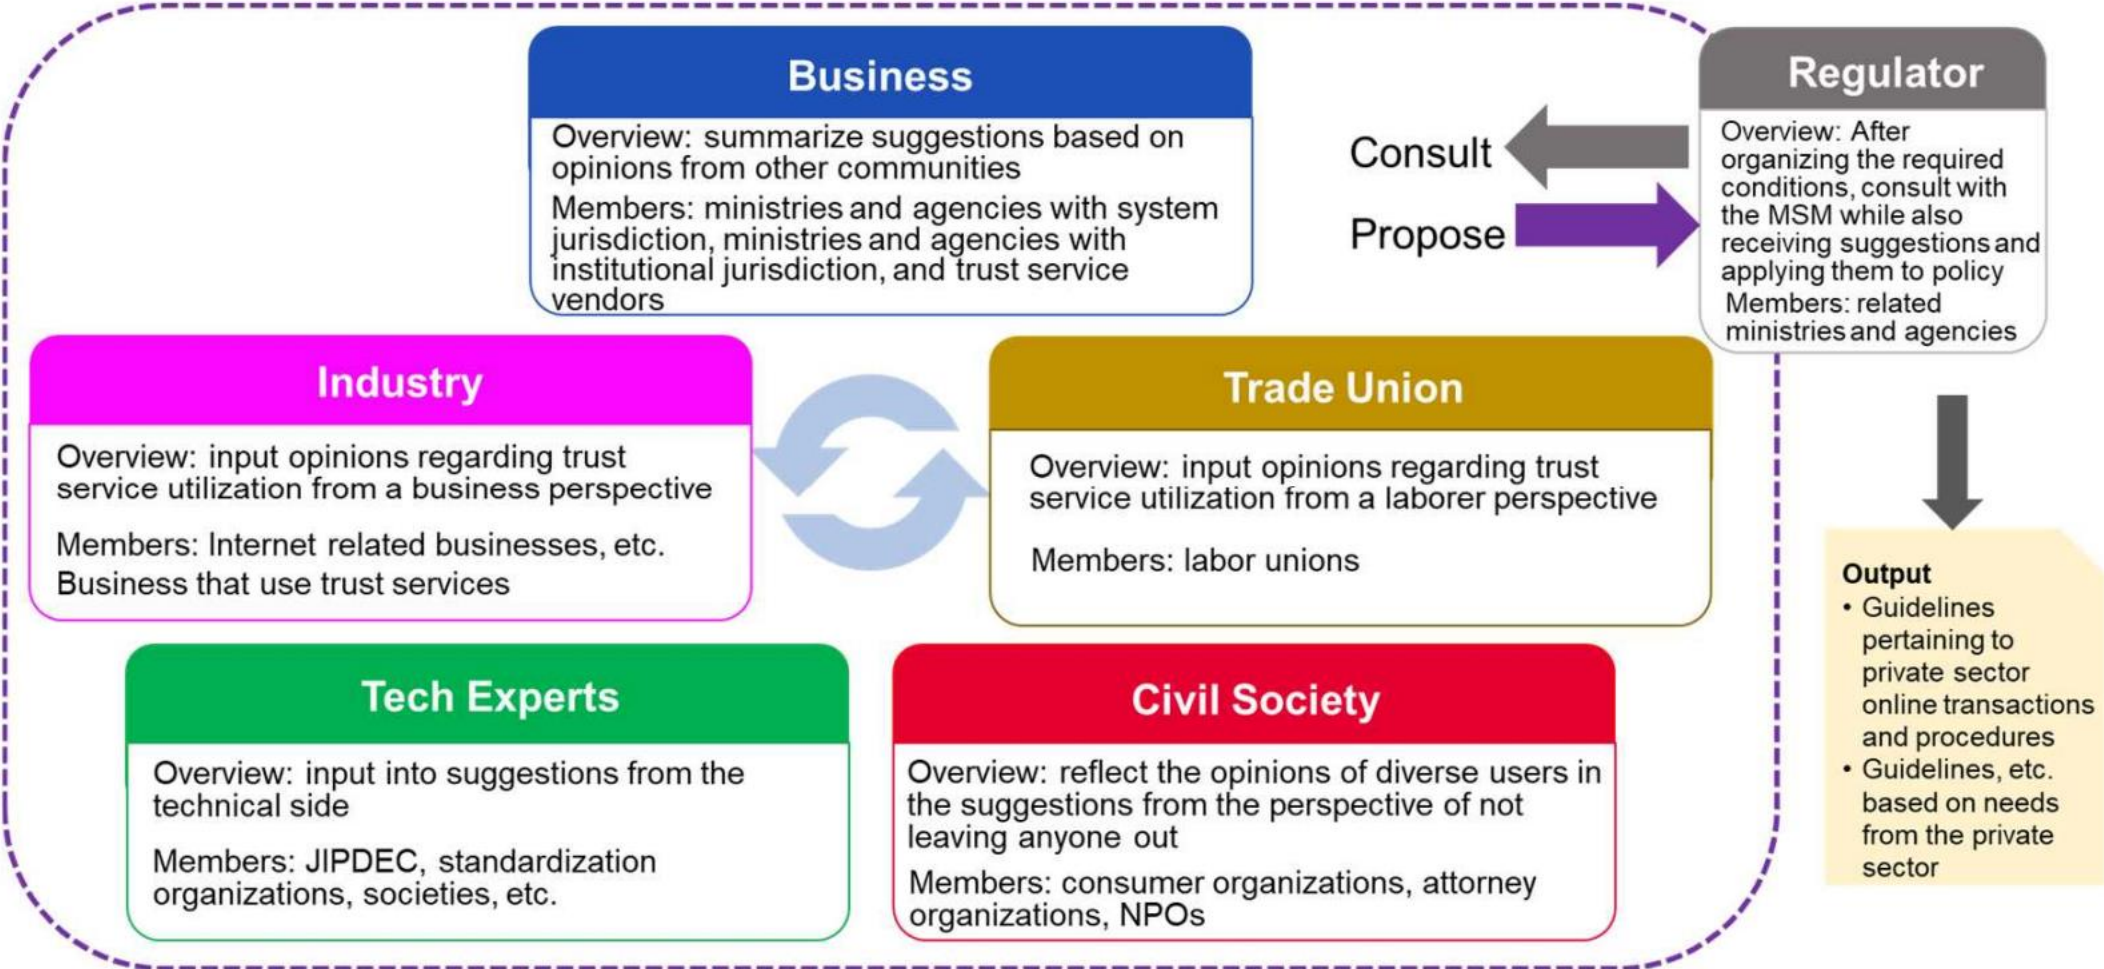 Business
Overview: summarize suggestions based on
opinions from other communities
Members: ministries and agencies with system
jurisdiction, ministries and agencies with
institutional jurisdiction, and trust service
vendors
Consult
Propose
Regulator
Overview: After
organizing the required
conditions, consult with
the MSM while also
receiving suggestions and
applying them to policy
Members: related
ministries and agencies
Industry
Overview: input opinions regarding trust
service utilization from a business perspective
Members: Internet related businesses, etc.
Business that use trust services
Trade Union
Overview: input opinions regarding trust
service utilization from a laborer perspective
Members: labor unions
Output
• Guidelines
pertaining to
private sector
online transactions
and procedures
• Guidelines, etc.
based on needs
from the private
sector
Tech Experts
Overview: input into suggestions from the
technical side
Members: JIPDEC, standardization
organizations, societies, etc.
Civil Society
Overview: reflect the opinions of diverse users in
the suggestions from the perspective of not
leaving anyone out
Members: consumer organizations, attorney
organizations, NPOs